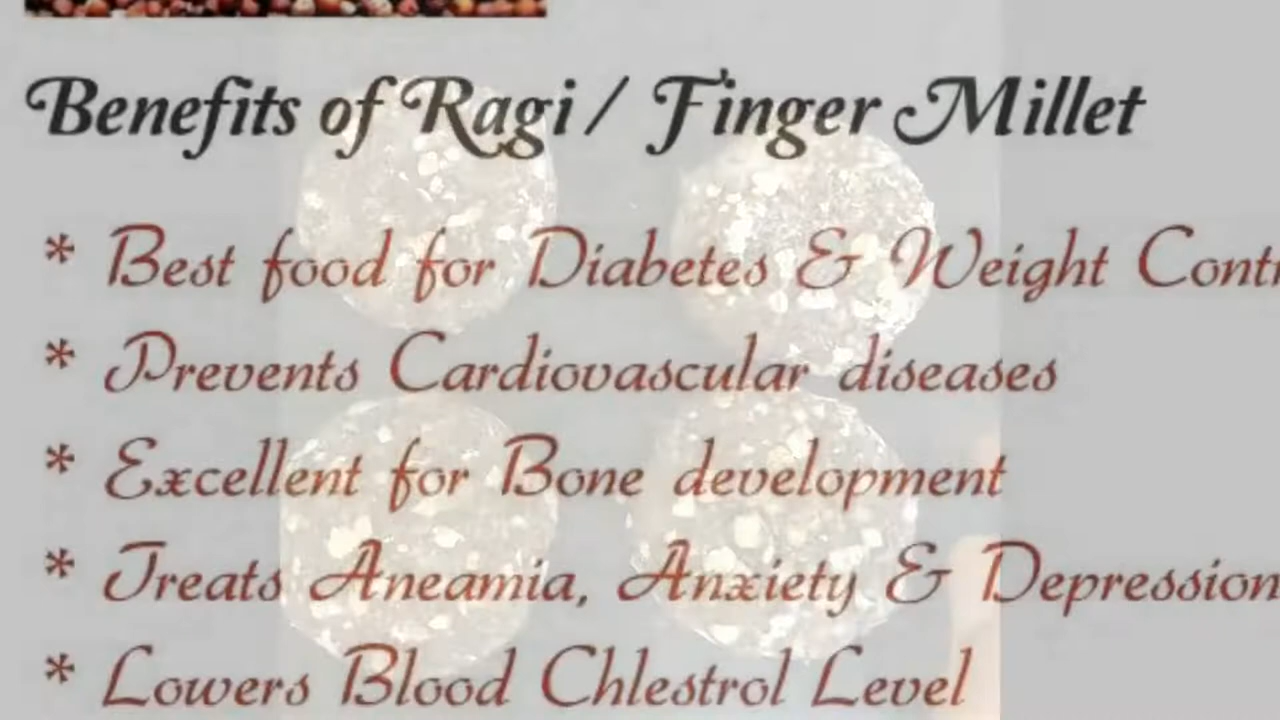 Benefits of Ragi / Finger Millet
* Best food for Diabetes & Weight
* Prevents Cardiovascular diseases
* Excellent for Bone development
* Treats Aneamia, Anxiety & Depression
* Lowers Blood Chlestrol Level